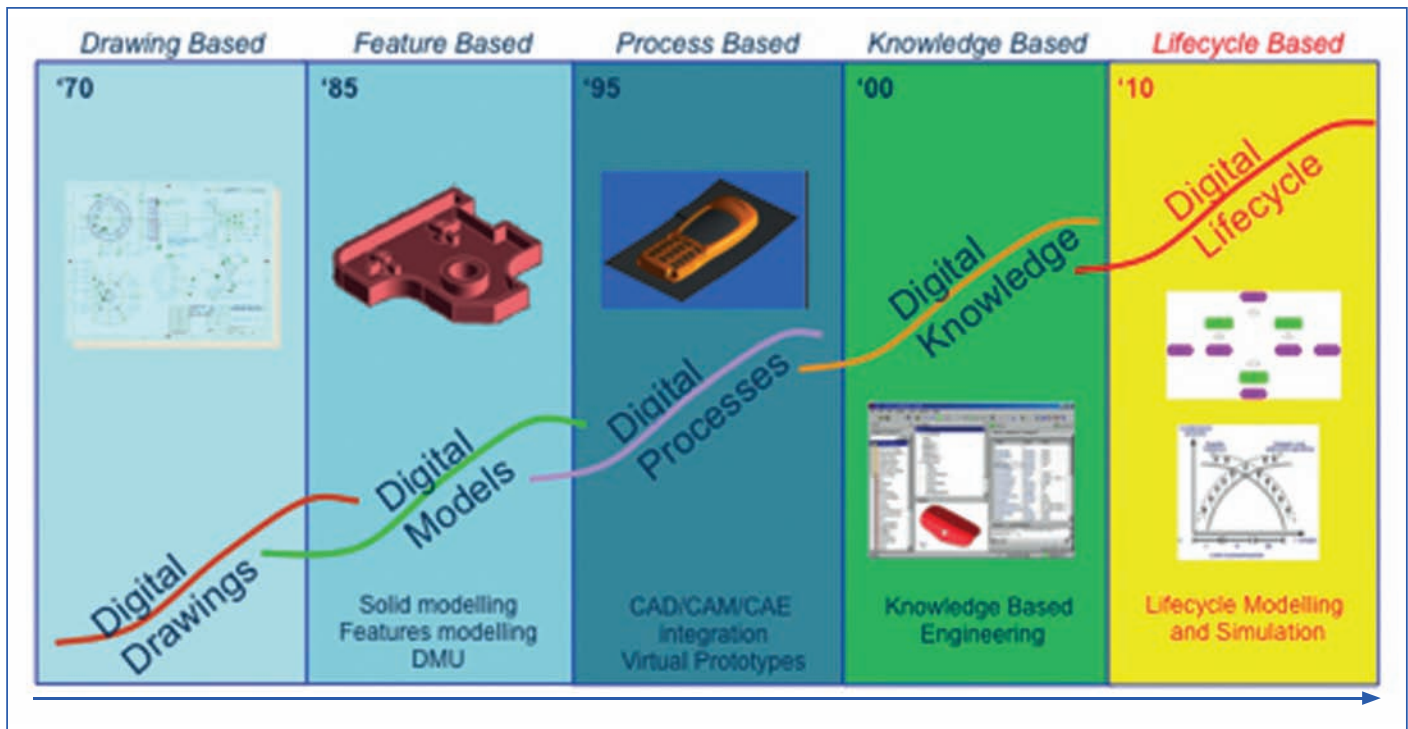 Drawing Based
Feature Based
Process Based
Knowledge Based
Lifecycle Based
‘70
‘85
‘95
‘00
‘10
Digital
Drawings
Digital
Models
Digital
Processes
Digital
Knowledge
Digital
Lifecycle
Solid modelling
Features modelling
DMU
CAD/CAM/CAE
integration
Virtual Prototypes
Knowledge Based
Engineering
Lifecycle Modelling
and Simulation